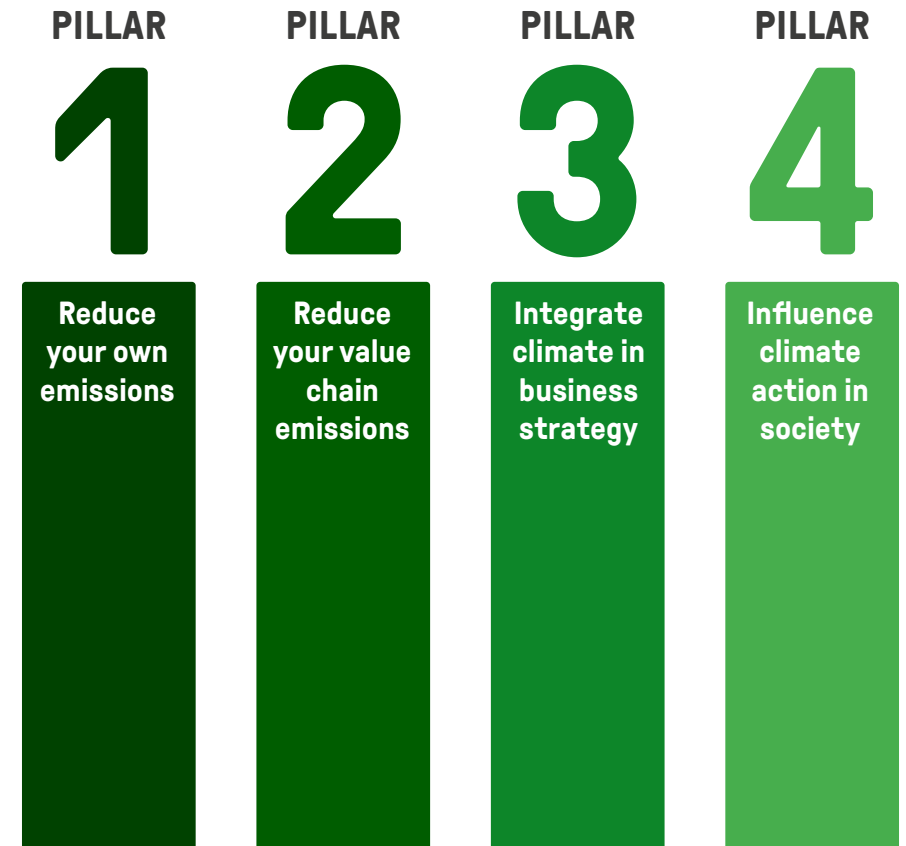 PILLAR
1
Reduce
your own
emissions
PILLAR
2
Reduce
your value
chain
emissions
PILLAR
3
Integrate
climate in
business
strategy
PILLAR
4
Influence
climate
action in
society